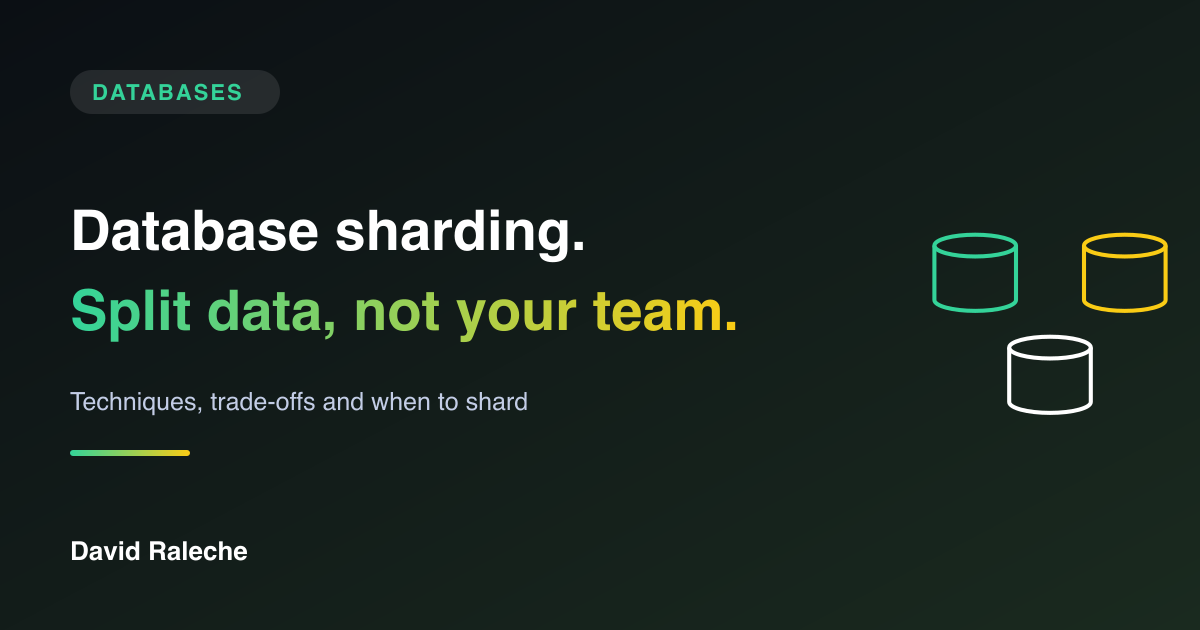 DATABASES
Database sharding.
Split data, not your team.
Techniques, trade-offs and when to shard
David Raleche